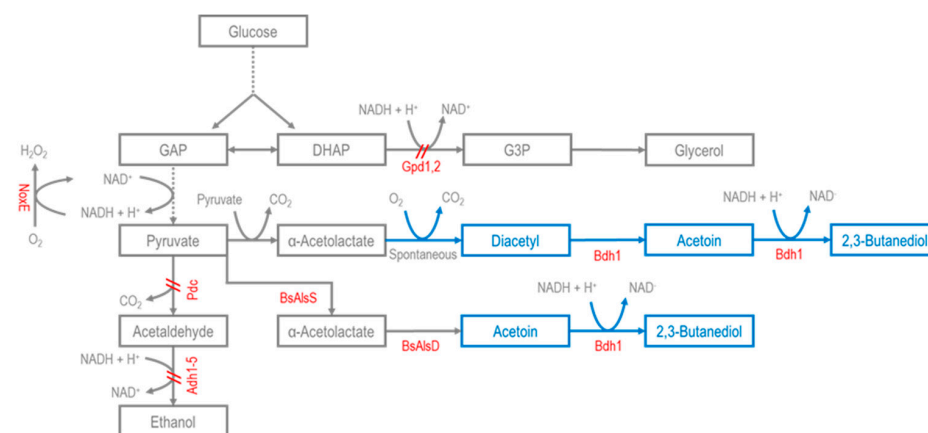 Glucose
NADH + H⁺ NAD⁺
H₂O₂ GAP DHAP G3P Glycerol
Gpd1,2
NoxE NAD⁺
NADH + H⁺
O₂
Pyruvate CO₂ O₂ CO₂ NADH + H⁺ NAD⁻
Pyruvate α-Acetolactate Diacetyl Acetoin 2,3-Butanediol
Spontaneous Bdh1 Bdh1
Pdc
CO₂
BsAlsS NADH + H⁺ NAD⁻
Acetaldehyde α-Acetolactate Acetoin 2,3-Butanediol
BsAlsD Bdh1
NADH + H⁺
Adh1-5
NAD⁺
Ethanol